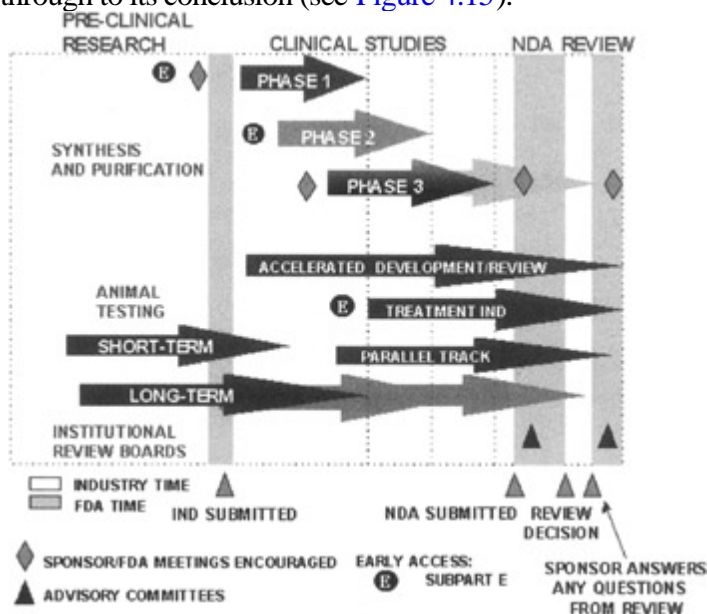 through to its conclusion (see Figure 4.15).
PRE-CLINICAL
RESEARCH
CLINICAL STUDIES
NDA REVIEW
E
PHASE 1
E
PHASE 2
SYNTHESIS
AND PURIFICATION
PHASE 3
ACCELERATED DEVELOPMENT/REVIEW
ANIMAL
TESTING
E
TREATMENT IND
SHORT-TERM
PARALLEL TRACK
LONG-TERM
INSTITUTIONAL
REVIEW BOARDS
INDUSTRY TIME
FDA TIME
IND SUBMITTED
NDA SUBMITTED
REVIEW
DECISION
SPONSOR/FDA MEETINGS ENCOURAGED
EARLY ACCESS:
E SUBPART E
ADVISORY COMMITTEES
SPONSOR ANSWERS
ANY QUESTIONS
FROM REVIEW